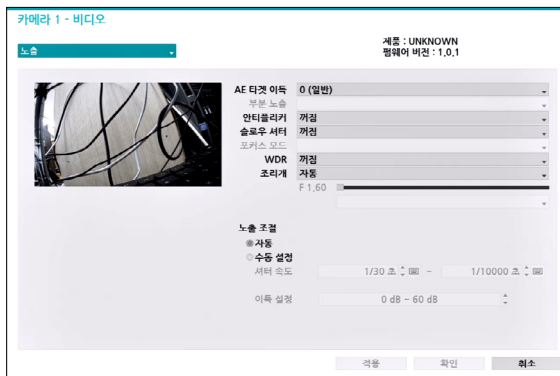 카메라 1 - 비디오
노출
제품 : UNKNOWN
펌웨어 버전 : 1.0.1
AE 타겟 이득 0 (일반)
부분 노출
안티플리커 꺼짐
슬로우 셔터 꺼짐
포커스 모드
WDR 꺼짐
조리개 자동
F 1.60
노출 조절
자동
수동 설정
셔터 속도 1/30 초 ~ 1/10000 초
이득 설정 0 dB ~ 60 dB
적용 확인 취소